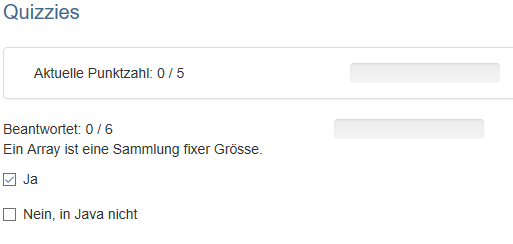 Quizzies
Aktuelle Punktzahl: 0 / 5
Beantwortet: 0 / 6
Ein Array ist eine Sammlung fixer Grösse.
Ja
Nein, in Java nicht